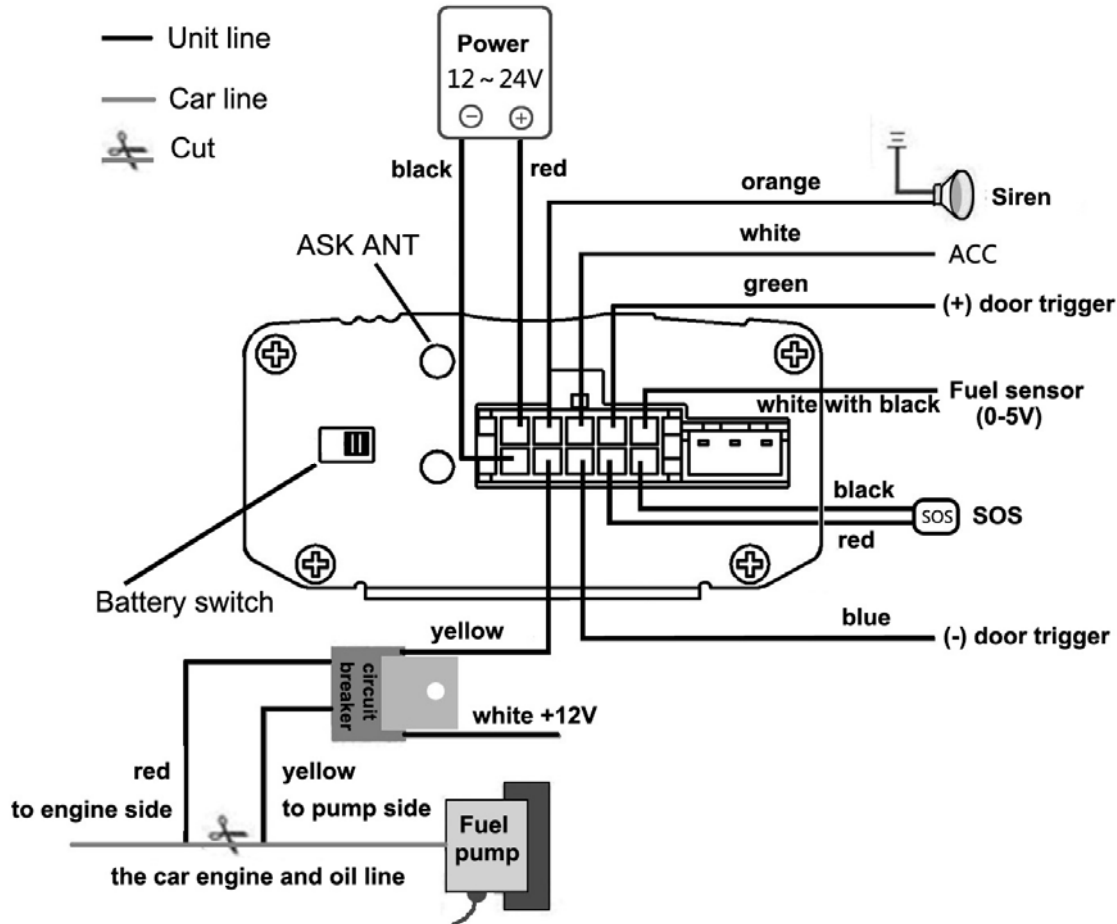 Unit line
Car line
Cut
Power
12 ~ 24V
− +
black
red
orange
Siren
white
ACC
ASK ANT
green
(+) door trigger
white with black
Fuel sensor
(0-5V)
black
SOS
SOS
red
Battery switch
blue
(-) door trigger
yellow
circuit
breaker
white +12V
red
yellow
to engine side
to pump side
Fuel
pump
the car engine and oil line